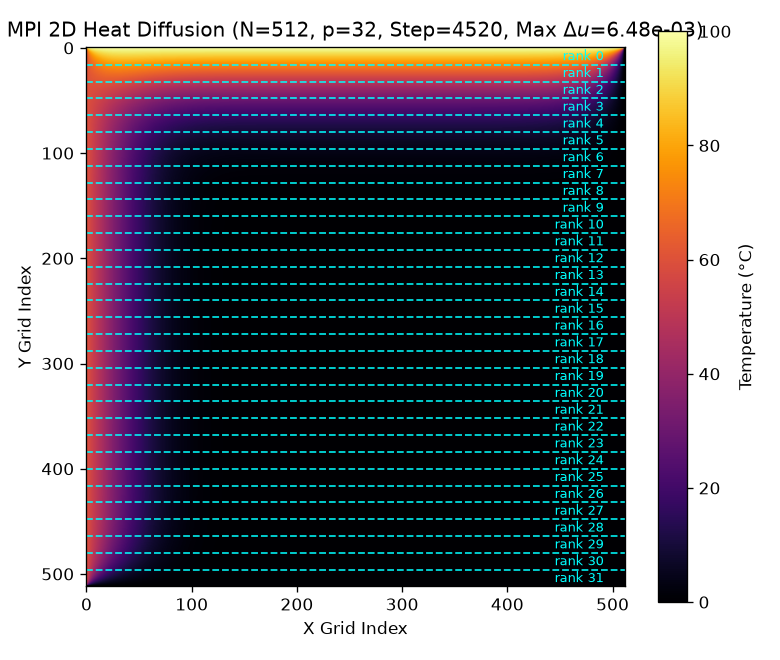 MPI 2D Heat Diffusion (N=512, p=32, Step=4520, Max Δu=6.48e-03)
0
100
200
300
400
500
Y Grid Index
rank 0
rank 1
rank 2
rank 3
rank 4
rank 5
rank 6
rank 7
rank 8
rank 9
rank 10
rank 11
rank 12
rank 13
rank 14
rank 15
rank 16
rank 17
rank 18
rank 19
rank 20
rank 21
rank 22
rank 23
rank 24
rank 25
rank 26
rank 27
rank 28
rank 29
rank 30
rank 31
0 100 200 300 400 500
X Grid Index
100
80
60
40
20
0
Temperature (°C)